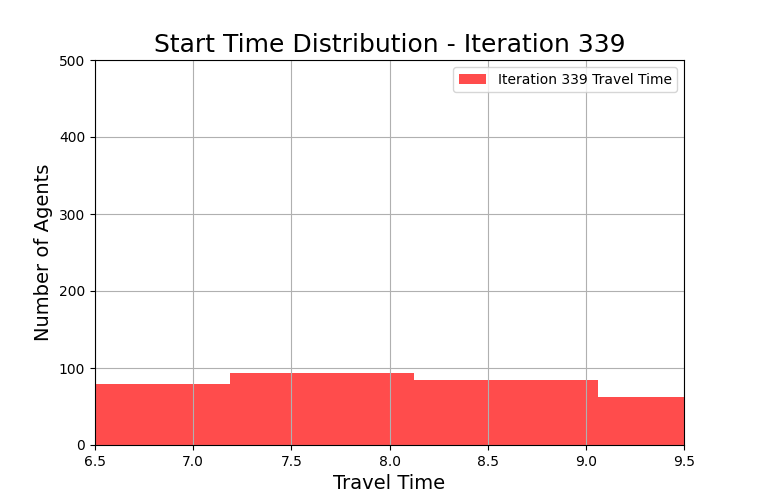 Start Time Distribution - Iteration 339
Iteration 339 Travel Time
Number of Agents
500
400
300
200
100
0
6.5 7.0 7.5 8.0 8.5 9.0 9.5
Travel Time